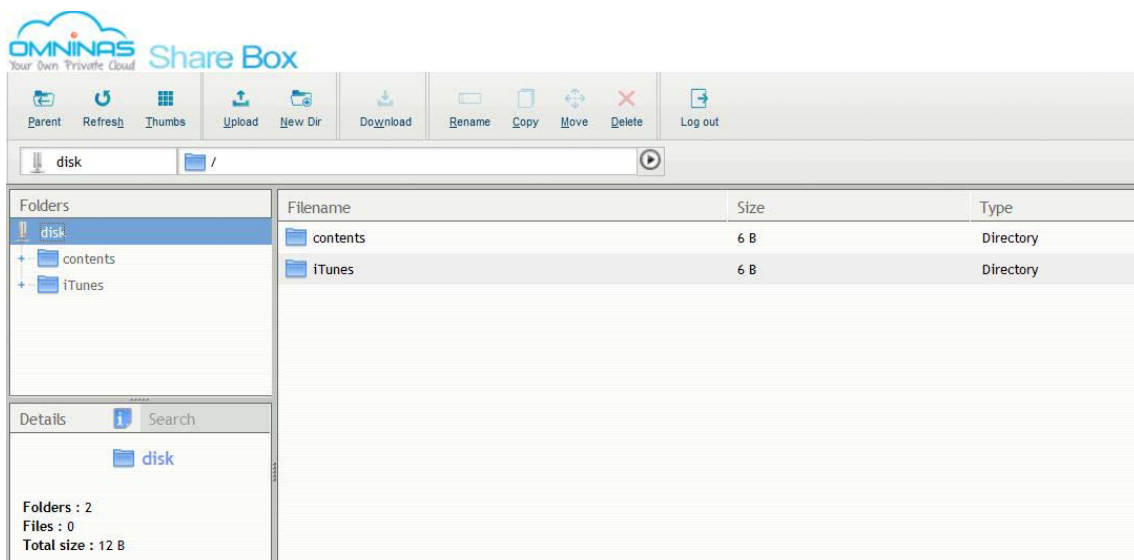 OMNINAS
Your Own Private Cloud
Share Box
Parent Refresh Thumbs Upload New Dir Download Rename Copy Move Delete Log out
disk /
Folders
disk
contents
iTunes
Filename Size Type
contents 6 B Directory
iTunes 6 B Directory
Details i Search
disk
Folders : 2
Files : 0
Total size : 12 B